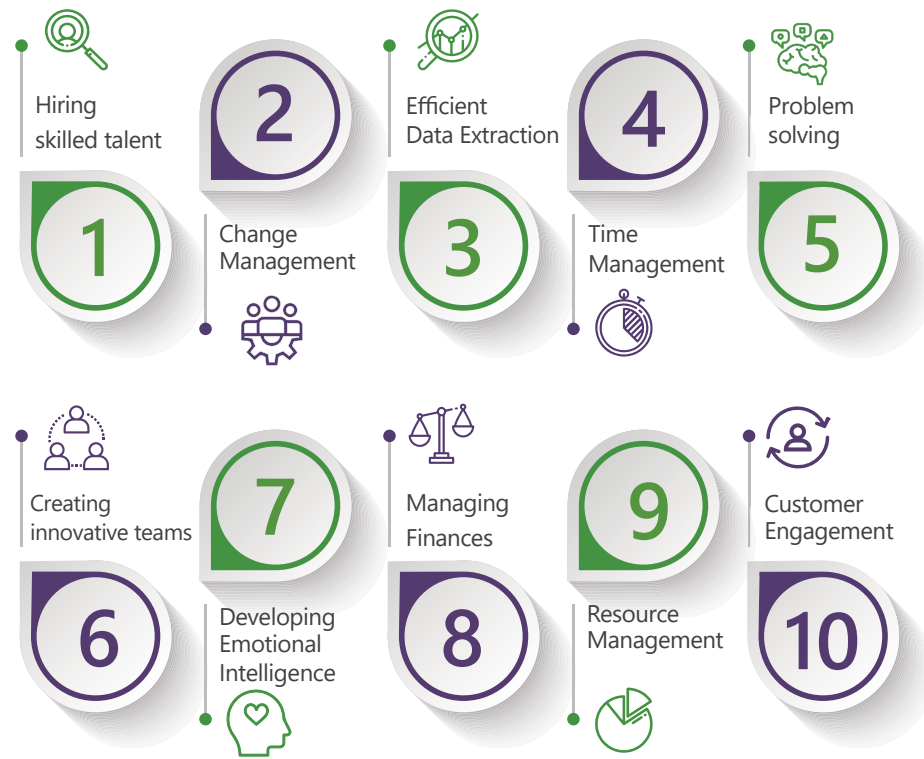 1
Hiring
skilled talent
2
Change
Management
3
Efficient
Data Extraction
4
Time
Management
5
Problem
solving
6
Creating
innovative teams
7
Developing
Emotional
Intelligence
8
Managing
Finances
9
Resource
Management
10
Customer
Engagement